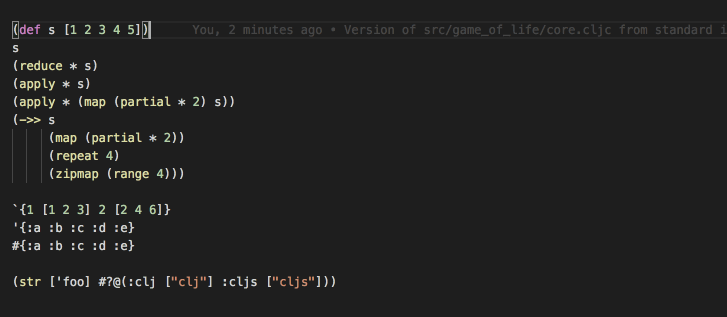 (def s [1 2 3 4 5]) You, 2 minutes ago • Version of src/game_of_life/core.cljc from standard i
s
(reduce * s)
(apply * s)
(apply * (map (partial * 2) s))
(->> s
     (map (partial * 2))
     (repeat 4)
     (zipmap (range 4)))

`{1 [1 2 3] 2 [2 4 6]}
'{:a :b :c :d :e}
#{:a :b :c :d :e}

(str ['foo] #?@(:clj ["clj"] :cljs ["cljs"]))